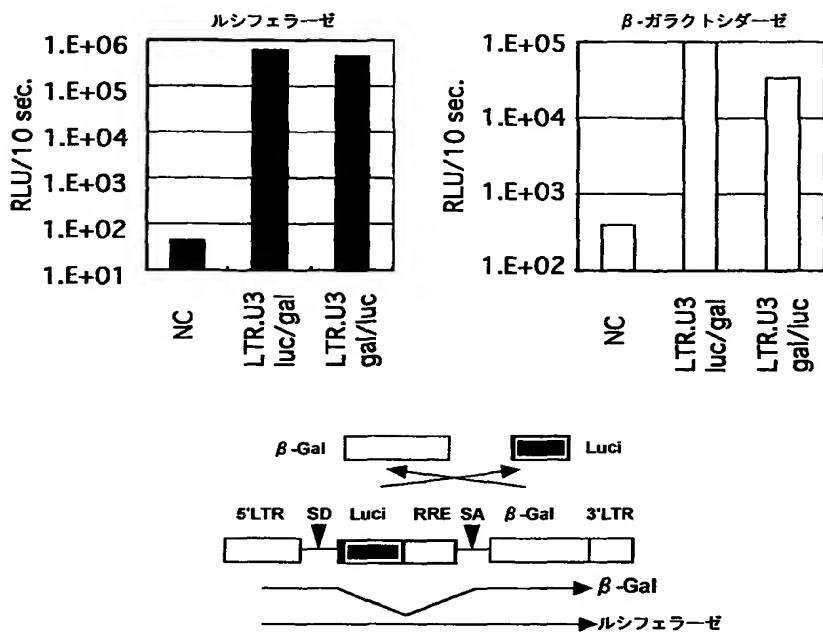 ルシフェラーゼ
RLU/10 sec.
1.E+06
1.E+05
1.E+04
1.E+03
1.E+02
1.E+01
NC
LTR.U3
luc/gal
LTR.U3
gal/luc
β-ガラクトシダーゼ
RLU/10 sec.
1.E+05
1.E+04
1.E+03
1.E+02
NC
LTR.U3
luc/gal
LTR.U3
gal/luc
β-Gal
Luci
5'LTR SD Luci RRE SA β-Gal 3'LTR
β-Gal
ルシフェラーゼ